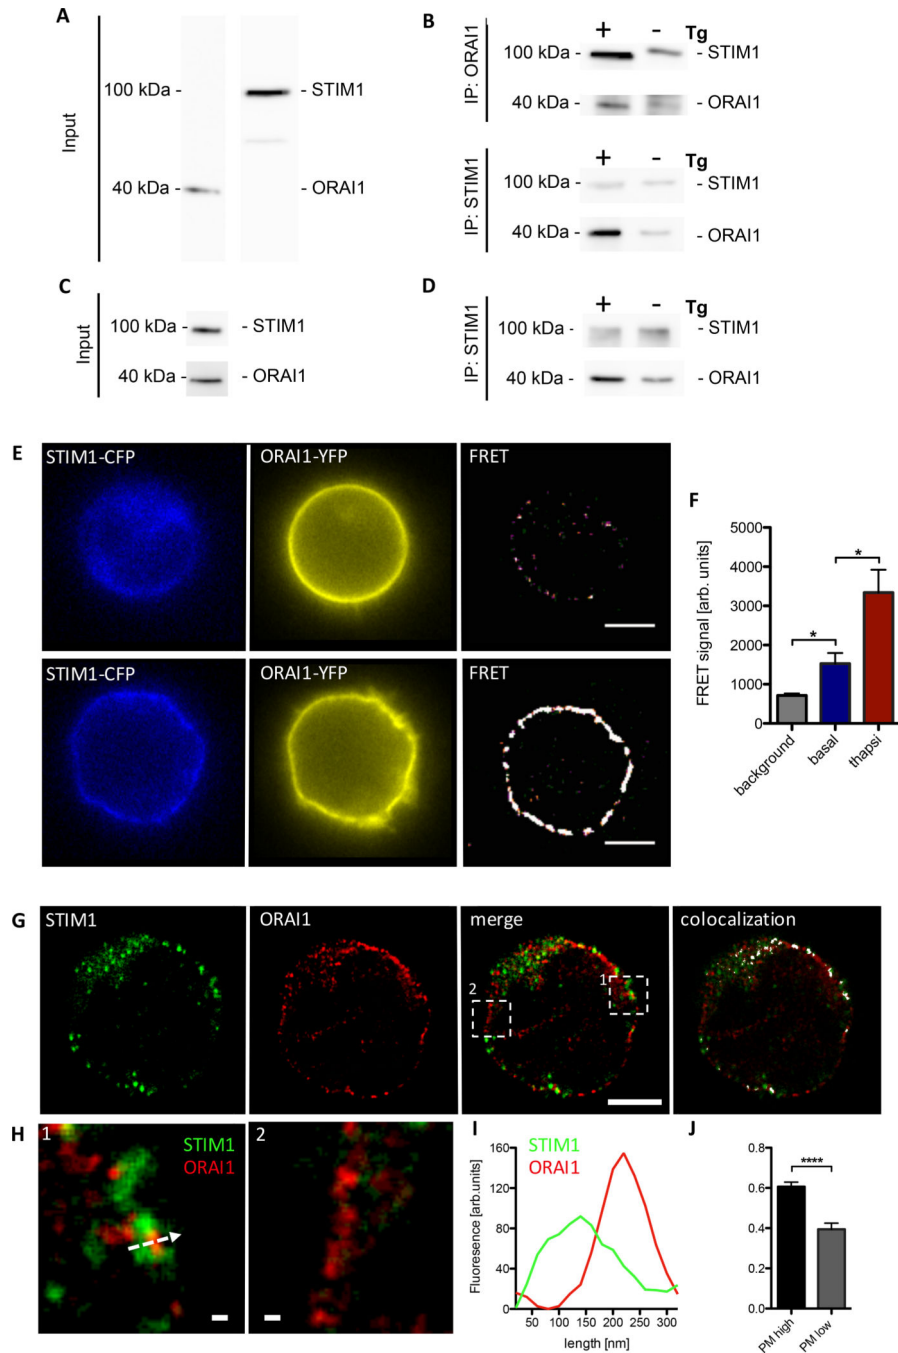 A
Input
100 kDa -
- STIM1
40 kDa -
- ORAI1
B
IP: ORAI1
+ - Tg
100 kDa -
- STIM1
40 kDa -
- ORAI1
IP: STIM1
+ - Tg
100 kDa -
- STIM1
40 kDa -
- ORAI1
C
Input
100 kDa -
- STIM1
40 kDa -
- ORAI1
D
IP: STIM1
+ - Tg
100 kDa -
- STIM1
40 kDa -
- ORAI1
E
STIM1-CFP
ORAI1-YFP
FRET
STIM1-CFP
ORAI1-YFP
FRET
F
FRET signal [arb. units]
5000
4000
3000
2000
1000
0
*
*
background
basal
thapsi
G
STIM1
ORAI1
merge
colocalization
1
2
H
1
STIM1
ORAI1
2
I
STIM1
ORAI1
Fluoresence [arb.units]
160
120
80
40
0
50 100 150 200 250 300
length [nm]
J
0.8
0.6
0.4
0.2
0.0
****
PM high
PM low